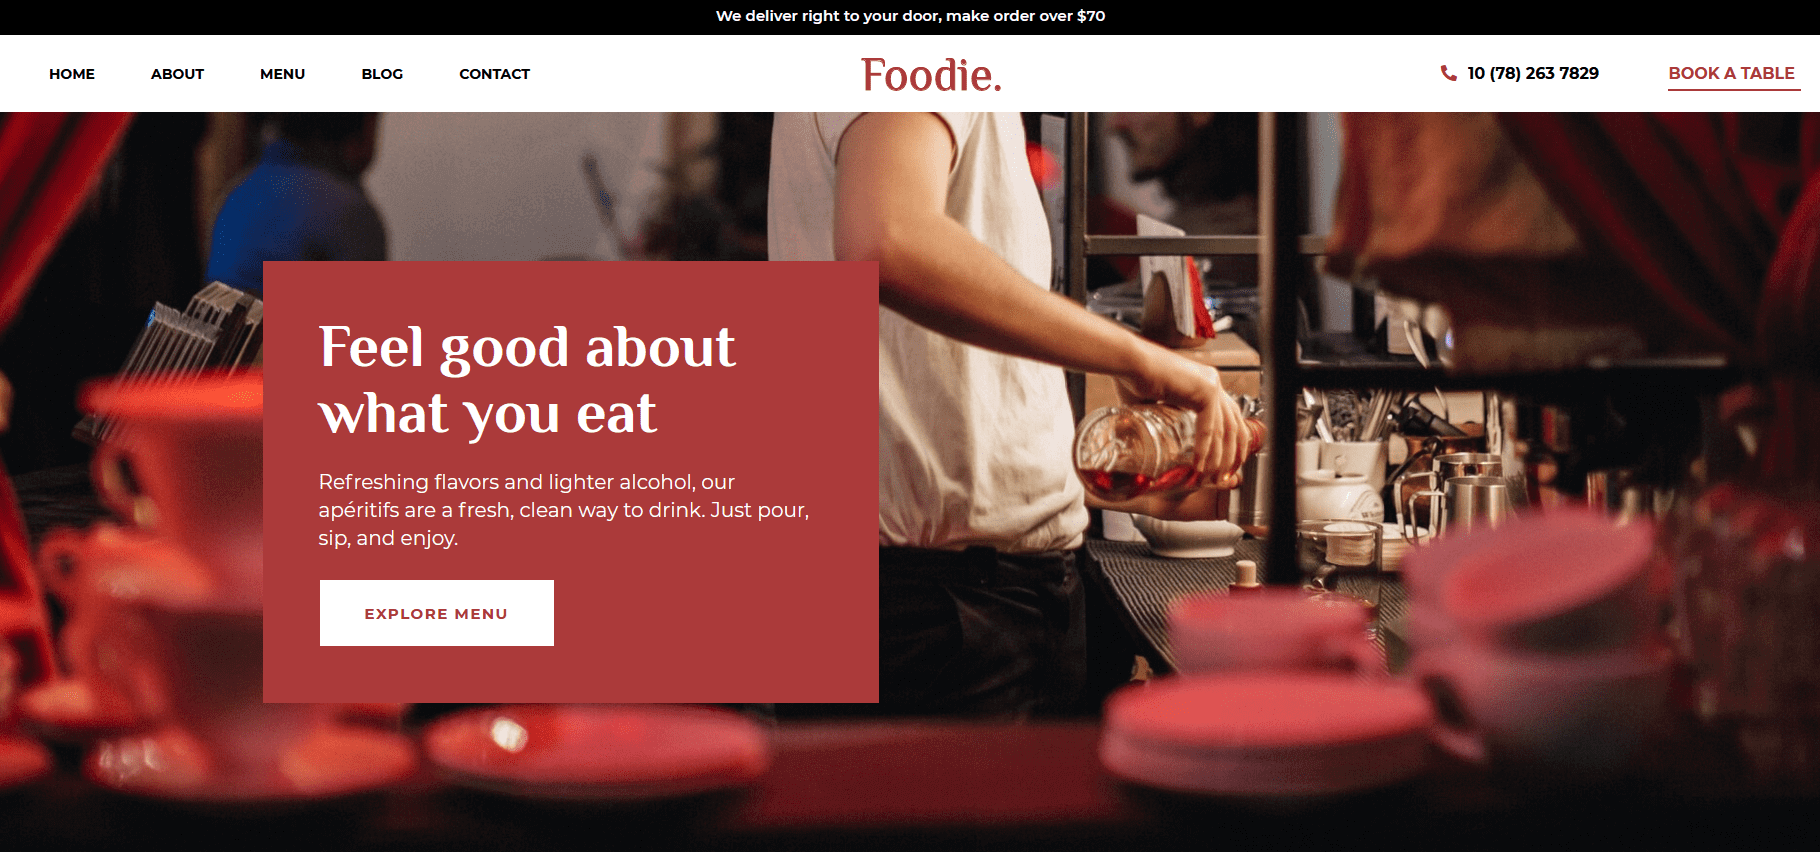 We deliver right to your door, make order over $70
HOME ABOUT MENU BLOG CONTACT Foodie. 10 (78) 263 7829 BOOK A TABLE
Feel good about
what you eat
Refreshing flavors and lighter alcohol, our
apéritifs are a fresh, clean way to drink. Just pour,
sip, and enjoy.
EXPLORE MENU